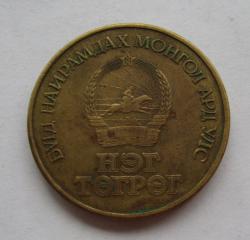 БҮГД НАЙРАМДАХ МОНГОЛ АРД УЛС
НЭГ
ТӨГРӨГ